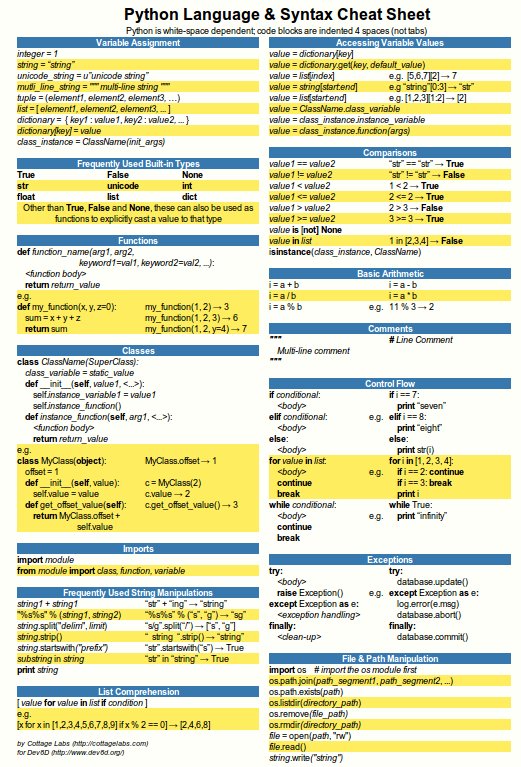 Python Language & Syntax Cheat Sheet
Python is white-space dependent; code blocks are indented 4 spaces (not tabs)
Variable Assignment
integer = 1
string = "string"
unicode_string = u"unicode string"
mutli_line_string = """ multi-line string """
tuple = (element1, element2, element3, …)
list = [ element1, element2, element3, ... ]
dictionary = { key1 : value1, key2 : value2, ... }
dictionary[key] = value
class_instance = ClassName(init_args)
Frequently Used Built-in Types
True False None
str unicode int
float list dict
Other than True, False and None, these can also be used as
functions to explicitly cast a value to that type
Functions
def function_name(arg1, arg2,
keyword1=val1, keyword2=val2, ...):
<function body>
return return_value
e.g.
def my_function(x, y, z=0): my_function(1, 2) → 3
sum = x + y + z my_function(1, 2, 3) → 6
return sum my_function(1, 2, y=4) → 7
Classes
class ClassName(SuperClass):
class_variable = static_value
def __init__(self, value1, <...>):
self.instance_variable1 = value1
self.instance_function()
def instance_function(self, arg1, <...>):
<function body>
return return_value
e.g.
class MyClass(object): MyClass.offset → 1
offset = 1
def __init__(self, value): c = MyClass(2)
self.value = value c.value → 2
def get_offset_value(self): c.get_offset_value() → 3
return MyClass.offset +
self.value
Imports
import module
from module import class, function, variable
Frequently Used String Manipulations
string1 + string1 "str" + "ing" → "string"
"%s%s" % (string1, string2) "%s%s" % ("s", "g") → "sg"
string.split("delim", limit) "s/g".split("/") → ["s", "g"]
string.strip() " string ".strip() → "string"
string.startswith("prefix") "str".startswith("s") → True
substring in string "str" in "string" → True
print string
List Comprehension
[ value for value in list if condition ]
e.g.
[x for x in [1,2,3,4,5,6,7,8,9] if x % 2 == 0] → [2,4,6,8]
by Cottage Labs (http://cottagelabs.com)
for Dev8D (http://www.dev8d.org/)
Accessing Variable Values
value = dictionary[key]
value = dictionary.get(key, default_value)
value = list[index] e.g. [5,6,7][2] → 7
value = string[start:end] e.g "string"[0:3] → "str"
value = list[start:end] e.g [1,2,3][1:2] → [2]
value = ClassName.class_variable
value = class_instance.instance_variable
value = class_instance.function(args)
Comparisons
value1 == value2 "str" == "str" → True
value1 != value2 "str" != "str" → False
value1 < value2 1 < 2 → True
value1 <= value2 2 <= 2 → True
value1 > value2 2 > 3 → False
value1 >= value2 3 >= 3 → True
value is [not] None
value in list 1 in [2,3,4] → False
isinstance(class_instance, ClassName)
Basic Arithmetic
i = a + b i = a - b
i = a / b i = a * b
i = a % b e.g. 11 % 3 → 2
Comments
""" # Line Comment
Multi-line comment
"""
Control Flow
if conditional: if i == 7:
<body> print "seven"
elif conditional: e.g. elif i == 8:
<body> print "eight"
else: else:
<body> print str(i)
for value in list: for i in [1, 2, 3, 4]:
<body> e.g. if i == 2: continue
continue if i == 3: break
break print i
while conditional: while True:
<body> e.g. print "infinity"
continue
break
Exceptions
try: try:
<body> database.update()
raise Exception() e.g. except Exception as e:
except Exception as e: log.error(e.msg)
<exception handling> database.abort()
finally: finally:
<clean-up> database.commit()
File & Path Manipulation
import os # import the os module first
os.path.join(path_segment1, path_segment2, ...)
os.path.exists(path)
os.listdir(directory_path)
os.remove(file_path)
os.rmdir(directory_path)
file = open(path, "rw")
file.read()
string.write("string")